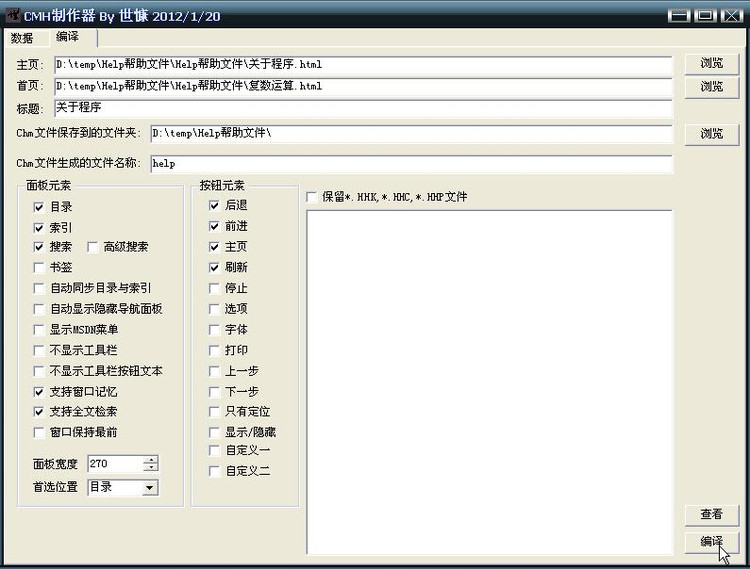 CMH制作器 By 世慷 2012/1/20
数据 编译
主页: D:\temp\Help帮助文件\Help帮助文件\关于程序.html 浏览
首页: D:\temp\Help帮助文件\Help帮助文件\复数运算.html 浏览
标题: 关于程序
Chm文件保存到的文件夹: D:\temp\Help帮助文件\ 浏览
Chm文件生成的文件名称: help
面板元素
目录
索引
搜索 高级搜索
书签
自动同步目录与索引
自动显示隐藏导航面板
显示MSDN菜单
不显示工具栏
不显示工具栏按钮文本
支持窗口记忆
支持全文检索
窗口保持最前
面板宽度 270
首选位置 目录
按钮元素
后退
前进
主页
刷新
停止
选项
字体
打印
上一步
下一步
只有定位
显示/隐藏
自定义一
自定义二
保留*.HHK,*.HHC,*.HHP文件
查看
编译